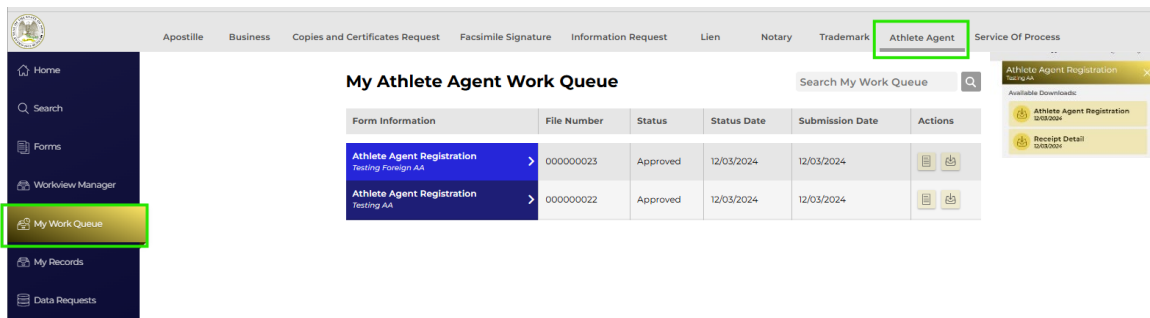 Apostille Business Copies and Certificates Request Facsimile Signature Information Request Lien Notary Trademark Athlete Agent Service Of Process
Home
Search
Forms
Workview Manager
My Work Queue
My Records
Data Requests
My Athlete Agent Work Queue
Search My Work Queue
Form Information File Number Status Status Date Submission Date Actions
Athlete Agent Registration
Testing Foreign AA
000000023 Approved 12/03/2024 12/03/2024
Athlete Agent Registration
Testing AA
000000022 Approved 12/03/2024 12/03/2024
Athlete Agent Registration
Testing AA
Available Downloads:
Athlete Agent Registration
12/03/2024
Receipt Detail
12/03/2024